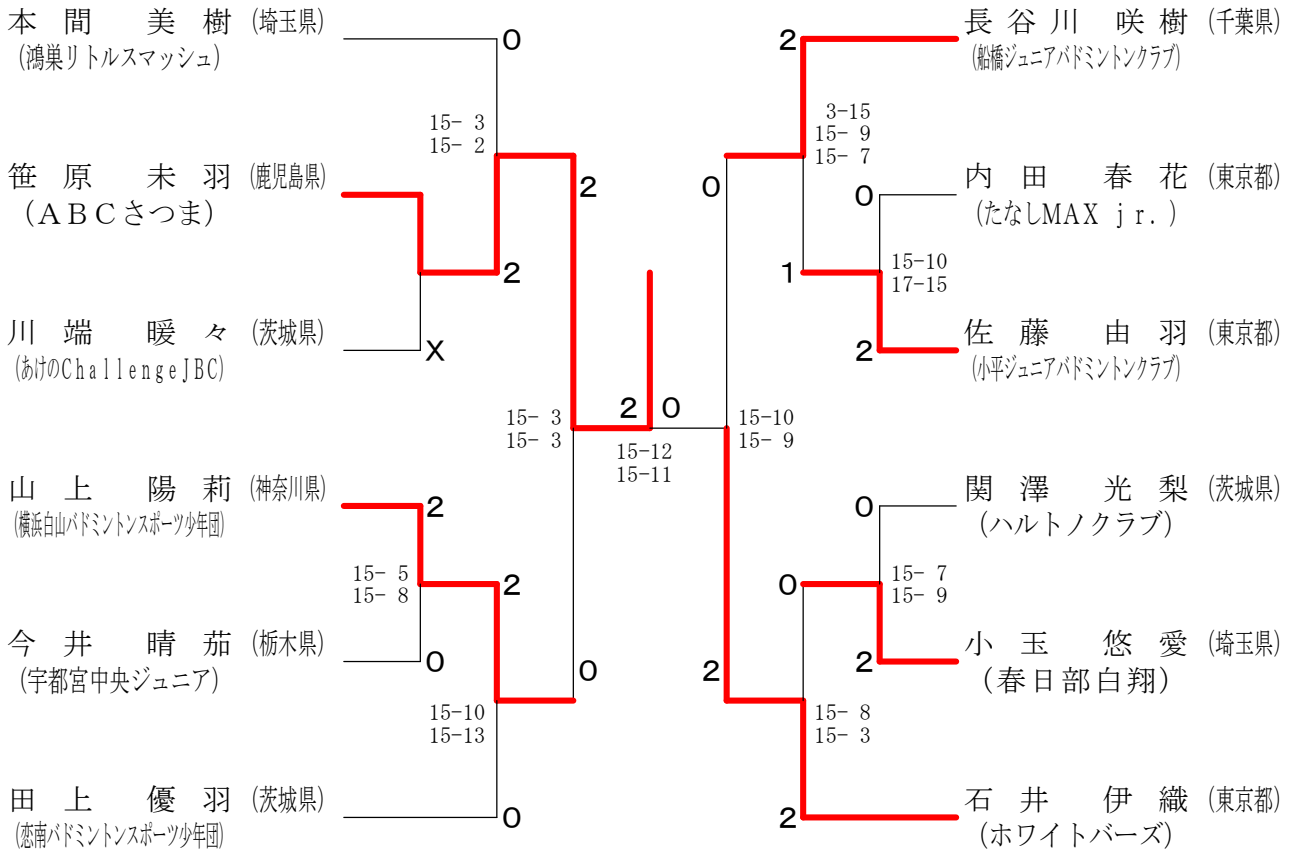 本間 美樹 (埼玉県)
(鴻巣リトルスマッシュ)
0
15- 3
15- 2
笹原 未羽 (鹿児島県)
(ABCさつま)
2
2
川端 暖々 (茨城県)
(あけのChallengeJBC)
X
15- 3
15- 3
山上 陽莉 (神奈川県)
(横浜白山バドミントンスポーツ少年団)
2
15- 5
15- 8
2
今井 晴茄 (栃木県)
(宇都宮中央ジュニア)
0
0
15-10
15-13
田上 優羽 (茨城県)
(恋南バドミントンスポーツ少年団)
0
2 0
15-12
15-11
長谷川 咲樹 (千葉県)
(船橋ジュニアバドミントンクラブ)
2
3-15
15- 9
15- 7
0
内田 春花 (東京都)
(たなしMAX jr.)
0
1
15-10
17-15
佐藤 由羽 (東京都)
(小平ジュニアバドミントンクラブ)
2
15-10
15- 9
関澤 光梨 (茨城県)
(ハルトノクラブ)
0
0
15- 7
15- 9
小玉 悠愛 (埼玉県)
(春日部白翔)
2
2
15- 8
15- 3
石井 伊織 (東京都)
(ホワイトバーズ)
2